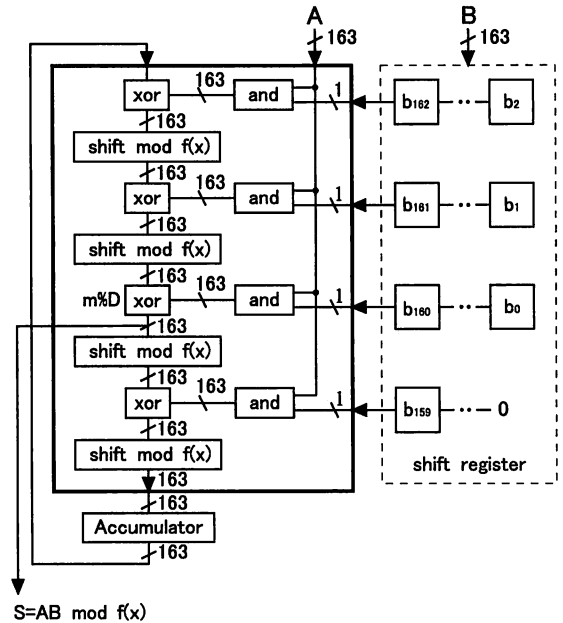 A B
163 163
xor 163 and 1 b162 ··· b2
163
shift mod f(x)
163
xor 163 and 1 b161 ··· b1
163
shift mod f(x)
163
m%D xor 163 and 1 b160 ··· b0
163
shift mod f(x)
163
xor 163 and 1 b159 ··· 0
163
shift mod f(x)
shift register
163
163
Accumulator
163
S=AB mod f(x)